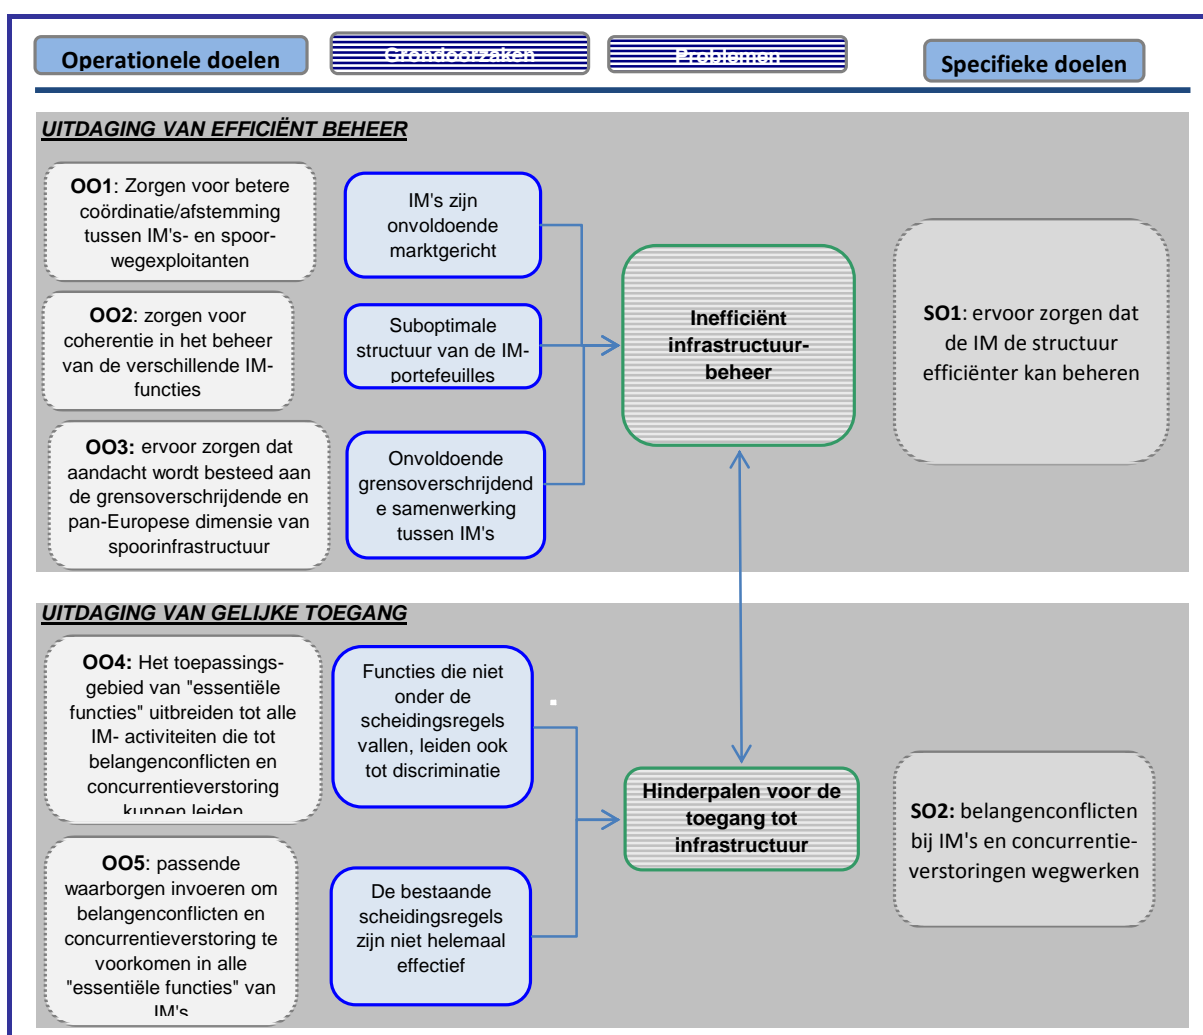 Operationele doelen
Grondoorzaken
Problemen
Specifieke doelen
UITDAGING VAN EFFICIËNT BEHEER
OO1: Zorgen voor betere
coördinatie/afstemming
tussen IM's- en spoor-
wegexploitanten
IM's zijn
onvoldoende
marktgericht
OO2: zorgen voor
coherentie in het beheer
van de verschillende IM-
functies
Suboptimale
structuur van de IM-
portefeuilles
OO3: ervoor zorgen dat
aandacht wordt besteed aan
de grensoverschrijdende en
pan-Europese dimensie van
spoorinfrastructuur
Onvoldoende
grensoverschrijdend
e samenwerking
tussen IM's
Inefficiënt
infrastructuur-
beheer
SO1: ervoor zorgen dat
de IM de structuur
efficiënter kan beheren
UITDAGING VAN GELIJKE TOEGANG
OO4: Het toepassings-
gebied van "essentiële
functies" uitbreiden tot alle
IM- activiteiten die tot
belangenconflicten en
concurrentieverstoring
kunnen leiden
Functies die niet
onder de
scheidingsregels
vallen, leiden ook
tot discriminatie
OO5: passende
waarborgen invoeren om
belangenconflicten en
concurrentieverstoring te
voorkomen in alle
"essentiële functies" van
IM's
De bestaande
scheidingsregels
zijn niet helemaal
effectief
Hinderpalen voor de
toegang tot
infrastructuur
SO2: belangenconflicten
bij IM's en concurrentie-
verstoringen wegwerken